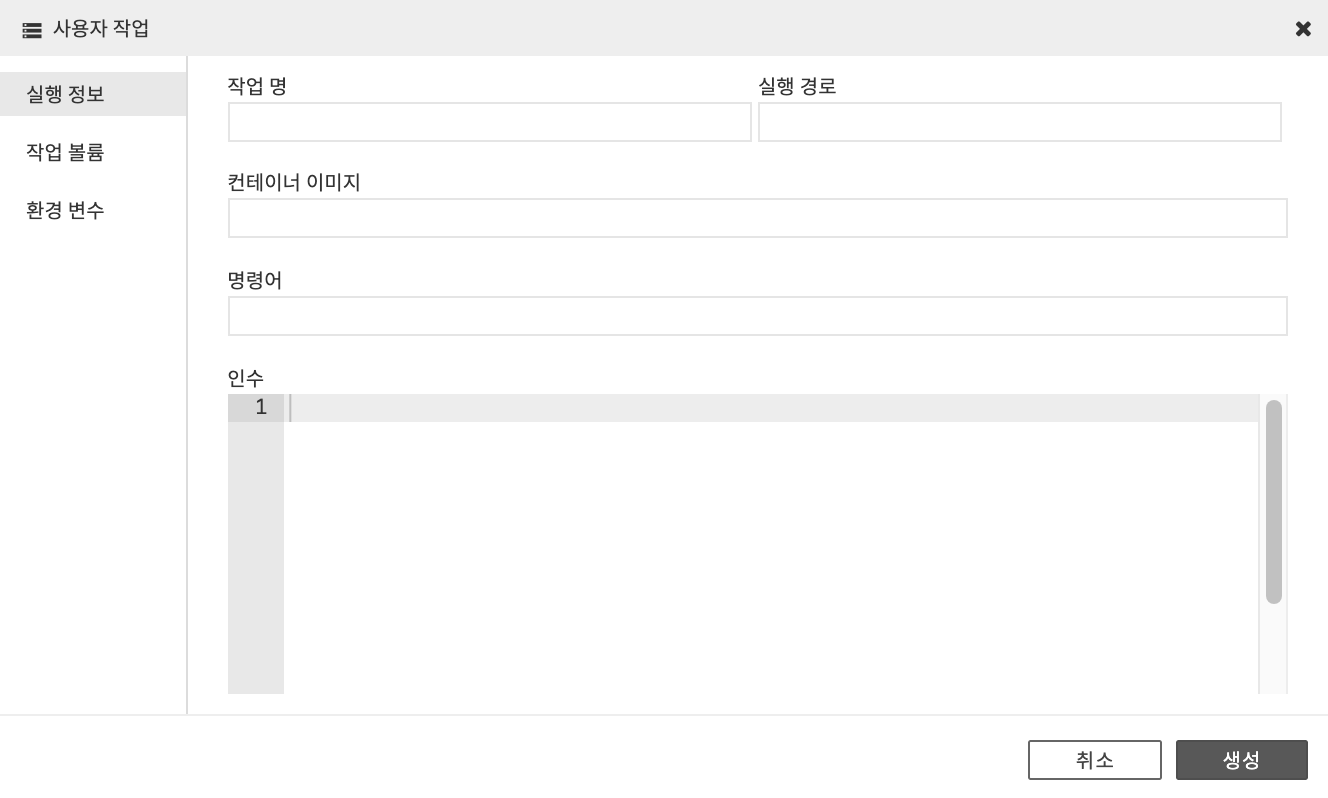 사용자 작업
실행 정보
작업 볼륨
환경 변수
작업 명
실행 경로
컨테이너 이미지
명령어
인수
1
취소
생성